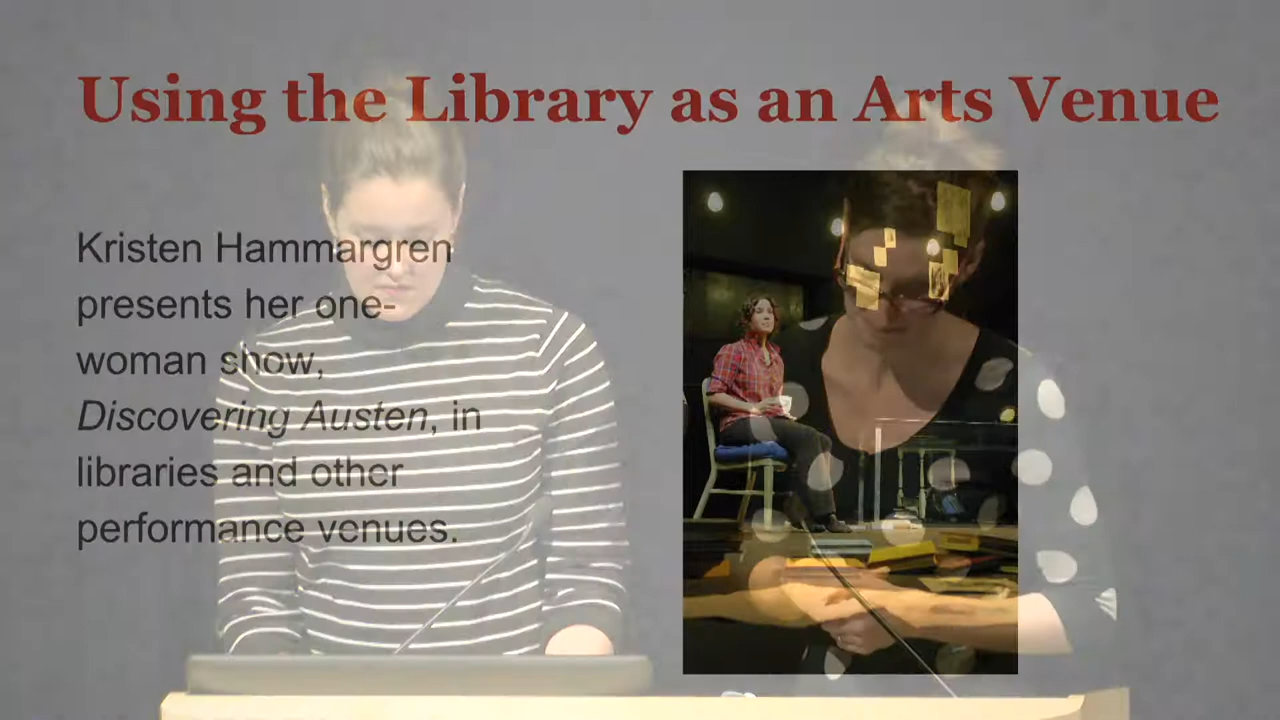 Using the Library as an Arts Venue
Kristen Hammargren
presents her one-
woman show,
Discovering Austen, in
libraries and other
performance venues.